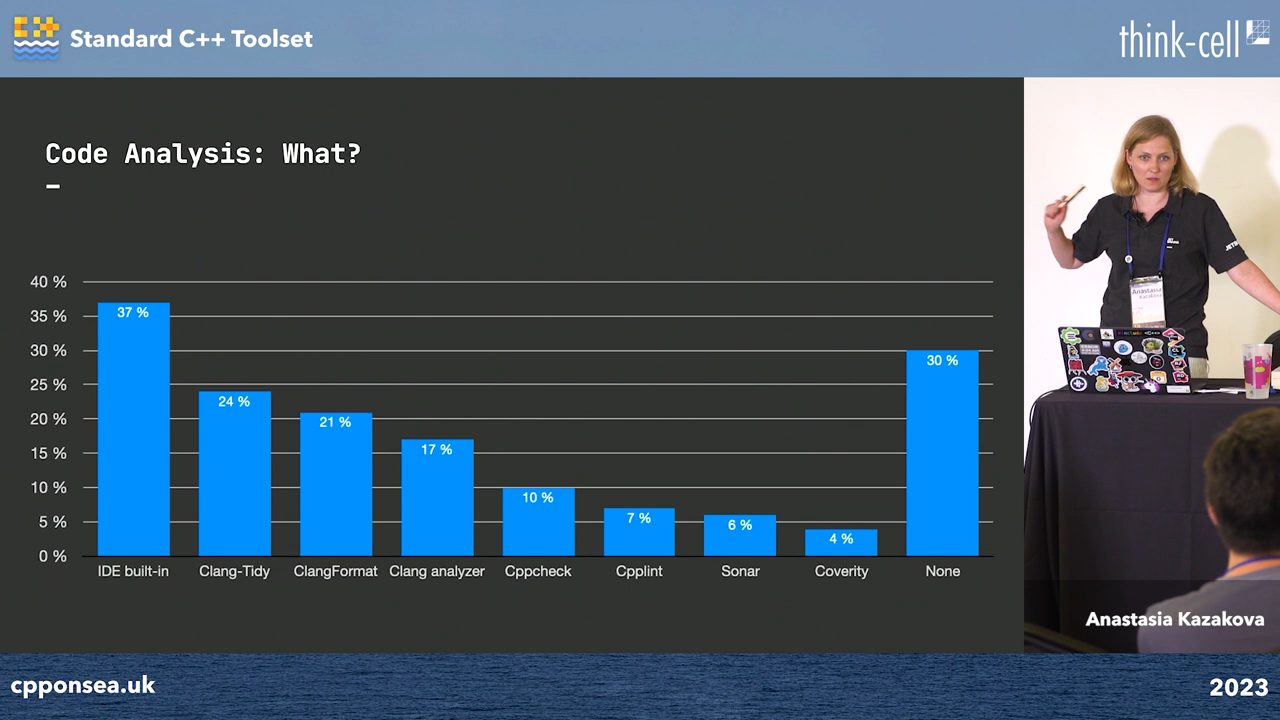 Standard C++ Toolset
think-cell
Code Analysis: What?
40 %
35 %
30 %
25 %
20 %
15 %
10 %
5 %
0 %
37 %
24 %
21 %
17 %
10 %
7 %
6 %
4 %
30 %
IDE built-in
Clang-Tidy
ClangFormat
Clang analyzer
Cppcheck
Cpplint
Sonar
Coverity
None
Anastasia
Kazakova
Anastasia Kazakova
cpponsea.uk
2023